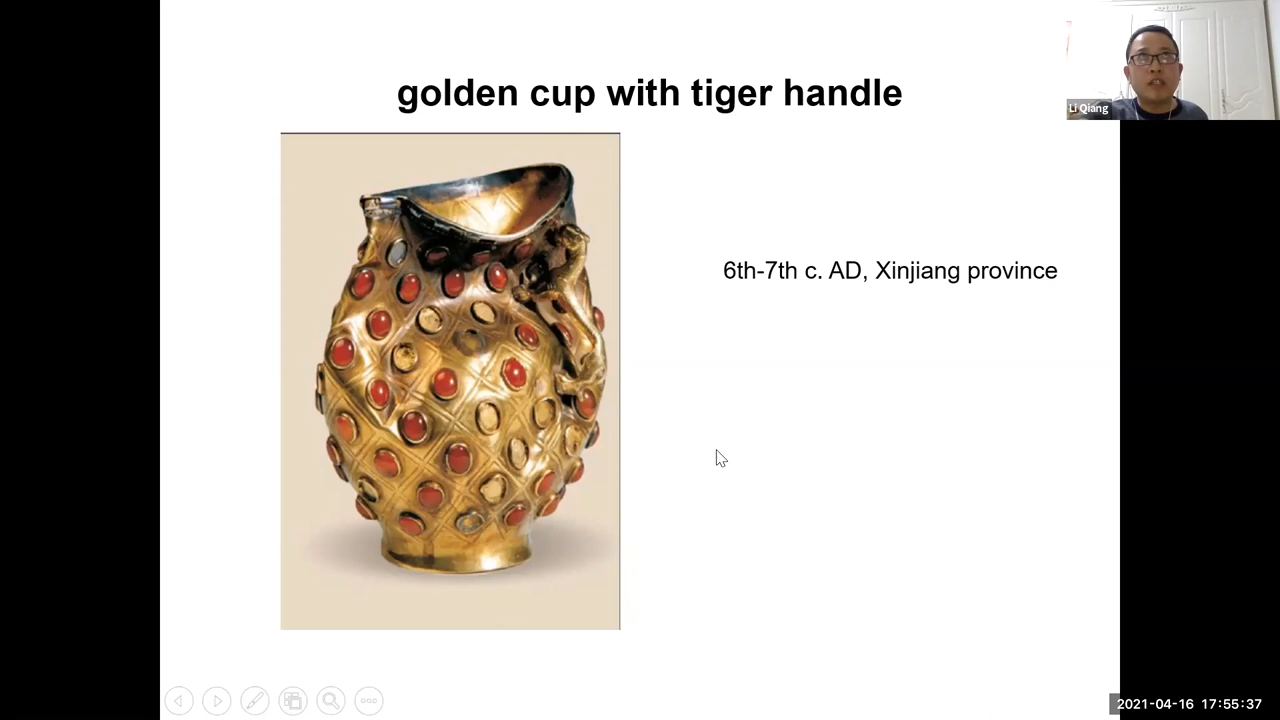 golden cup with tiger handle
Li Qiang
6th-7th c. AD, Xinjiang province
2021-04-16 17:55:37